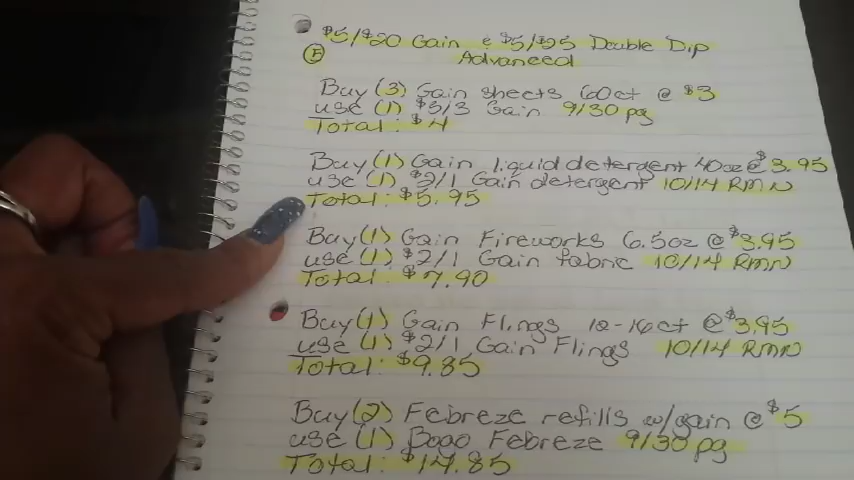 $5/$20 Gain & $5/$25 Double Dip
Ⓕ Advanced
Buy (3) Gain sheets 60ct @ $3
use (1) $3/3 Gain 9/30 pg
Total: $4
Buy (1) Gain liquid detergent 40oz @ $3.95
use (1) $2/1 Gain detergent 10/14 RMN
Total: $5.95
Buy (1) Gain Fireworks 6.5oz @ $3.95
use (1) $2/1 Gain fabric 10/14 RMN
Total: $7.90
Buy (1) Gain Flings 12-16ct @ $3.95
use (1) $2/1 Gain Flings 10/14 RMN
Total: $9.85
Buy (2) Febreze refills w/gain @ $5
use (1) Bogo Febreze 9/30 pg
Total: $14.85